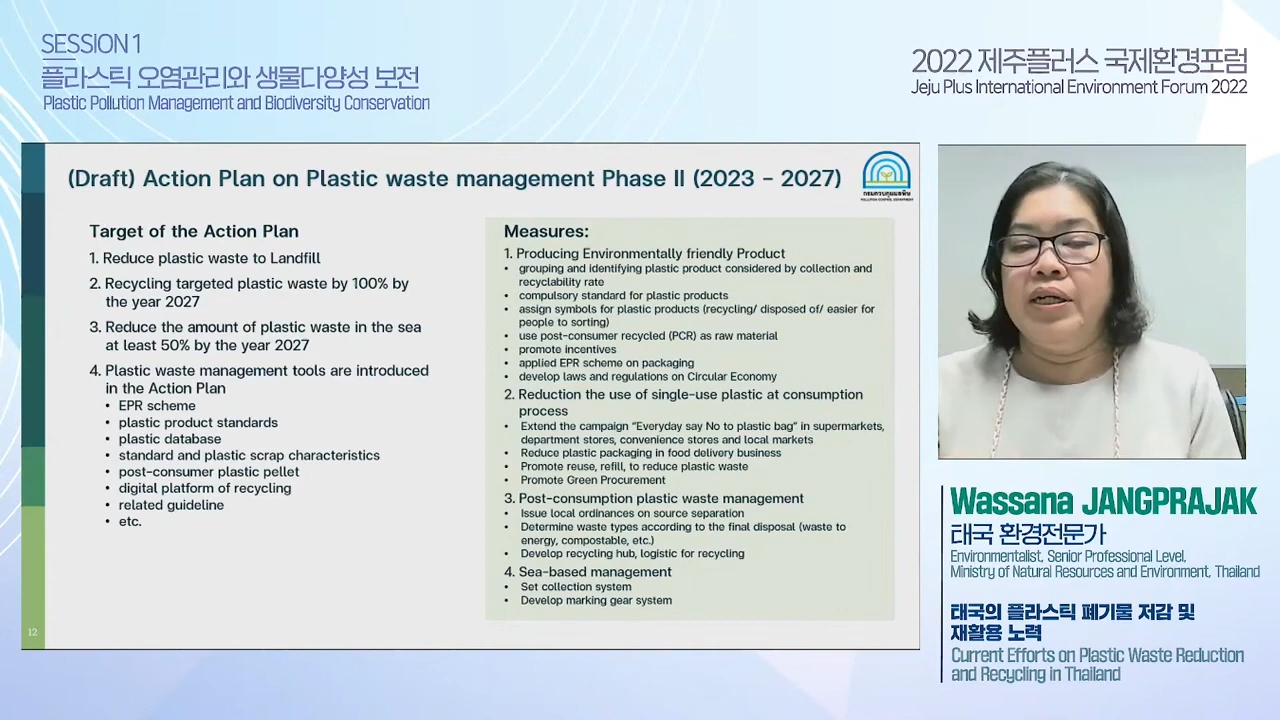 SESSION 1
플라스틱 오염관리와 생물다양성 보전
Plastic Pollution Management and Biodiversity Conservation
2022 제주플러스 국제환경포럼
Jeju Plus International Environment Forum 2022
(Draft) Action Plan on Plastic waste management Phase II (2023 - 2027)
กรมควบคุมมลพิษ
POLLUTION CONTROL DEPARTMENT
Target of the Action Plan
1. Reduce plastic waste to Landfill
2. Recycling targeted plastic waste by 100% by
the year 2027
3. Reduce the amount of plastic waste in the sea
at least 50% by the year 2027
4. Plastic waste management tools are introduced
in the Action Plan
• EPR scheme
• plastic product standards
• plastic database
• standard and plastic scrap characteristics
• post-consumer plastic pellet
• digital platform of recycling
• related guideline
• etc.
Measures:
1. Producing Environmentally friendly Product
• grouping and identifying plastic product considered by collection and
recyclability rate
• compulsory standard for plastic products
• assign symbols for plastic products (recycling/ disposed of/ easier for
people to sorting)
• use post-consumer recycled (PCR) as raw material
• promote incentives
• applied EPR scheme on packaging
• develop laws and regulations on Circular Economy
2. Reduction the use of single-use plastic at consumption
process
• Extend the campaign "Everyday say No to plastic bag" in supermarkets,
department stores, convenience stores and local markets
• Reduce plastic packaging in food delivery business
• Promote reuse, refill, to reduce plastic waste
• Promote Green Procurement
3. Post-consumption plastic waste management
• Issue local ordinances on source separation
• Determine waste types according to the final disposal (waste to
energy, compostable, etc.)
• Develop recycling hub, logistic for recycling
4. Sea-based management
• Set collection system
• Develop marking gear system
12
Wassana JANGPRAJAK
태국 환경전문가
Environmentalist, Senior Professional Level,
Ministry of Natural Resources and Environment, Thailand
태국의 플라스틱 폐기물 저감 및
재활용 노력
Current Efforts on Plastic Waste Reduction
and Recycling in Thailand